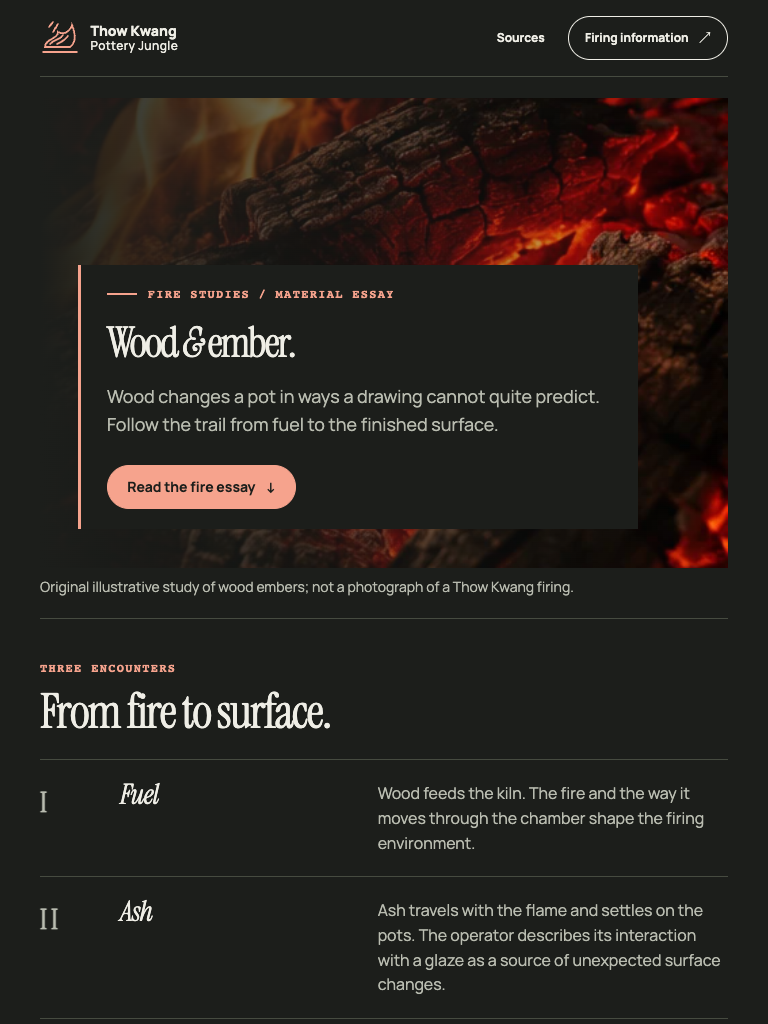 Thow Kwang
Pottery Jungle
Sources
Firing information ↗
FIRE STUDIES / MATERIAL ESSAY
Wood & ember.
Wood changes a pot in ways a drawing cannot quite predict.
Follow the trail from fuel to the finished surface.
Read the fire essay ↓
Original illustrative study of wood embers; not a photograph of a Thow Kwang firing.
THREE ENCOUNTERS
From fire to surface.
I
Fuel
Wood feeds the kiln. The fire and the way it
moves through the chamber shape the firing
environment.
II
Ash
Ash travels with the flame and settles on the
pots. The operator describes its interaction
with a glaze as a source of unexpected surface
changes.